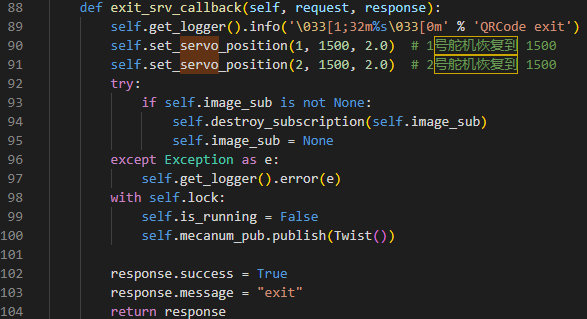 88 def exit_srv_callback(self, request, response):
89 self.get_logger().info('\033[1;32m%s\033[0m' % 'QRCode exit')
90 self.set_servo_position(1, 1500, 2.0) # 1号舵机恢复到 1500
91 self.set_servo_position(2, 1500, 2.0) # 2号舵机恢复到 1500
92 try:
93 if self.image_sub is not None:
94 self.destroy_subscription(self.image_sub)
95 self.image_sub = None
96 except Exception as e:
97 self.get_logger().error(e)
98 with self.lock:
99 self.is_running = False
100 self.mecanum_pub.publish(Twist())
101
102 response.success = True
103 response.message = "exit"
104 return response